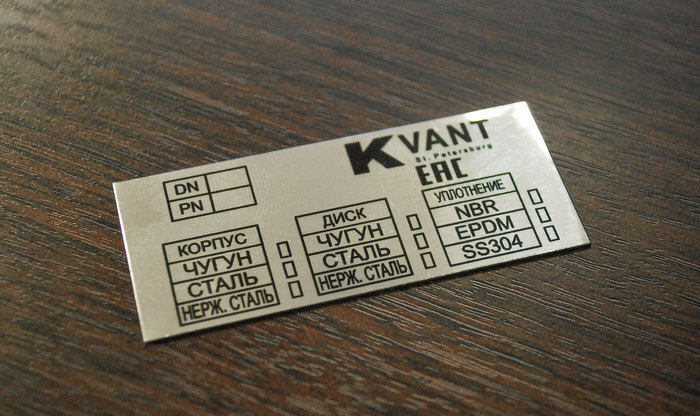 KVANT
St. Petersburg
EAC
DN
PN
КОРПУС
ЧУГУН
СТАЛЬ
НЕРЖ. СТАЛЬ
ДИСК
ЧУГУН
СТАЛЬ
НЕРЖ. СТАЛЬ
УПЛОТНЕНИЕ
NBR
EPDM
SS304